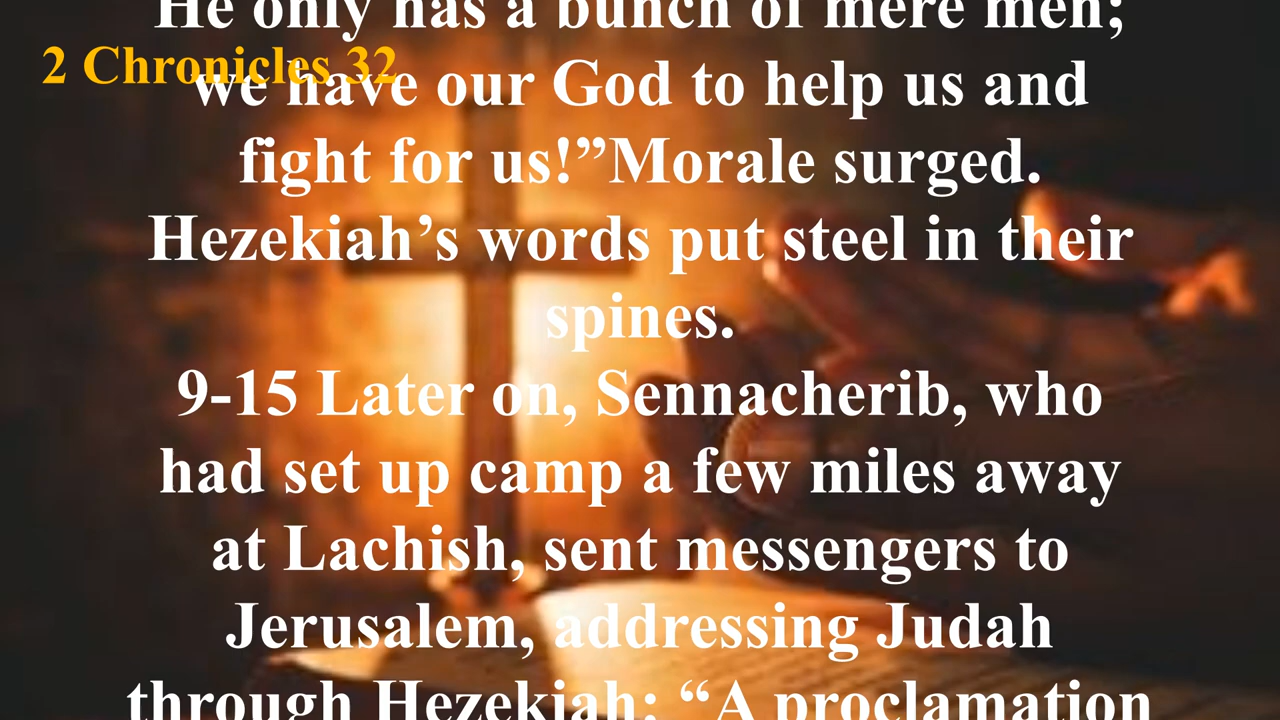 He only has a bunch of mere men;
2 Chronicles 32
we have our God to help us and
fight for us!”Morale surged.
Hezekiah’s words put steel in their
spines.
9-15 Later on, Sennacherib, who
had set up camp a few miles away
at Lachish, sent messengers to
Jerusalem, addressing Judah
through Hezekiah: “A proclamation